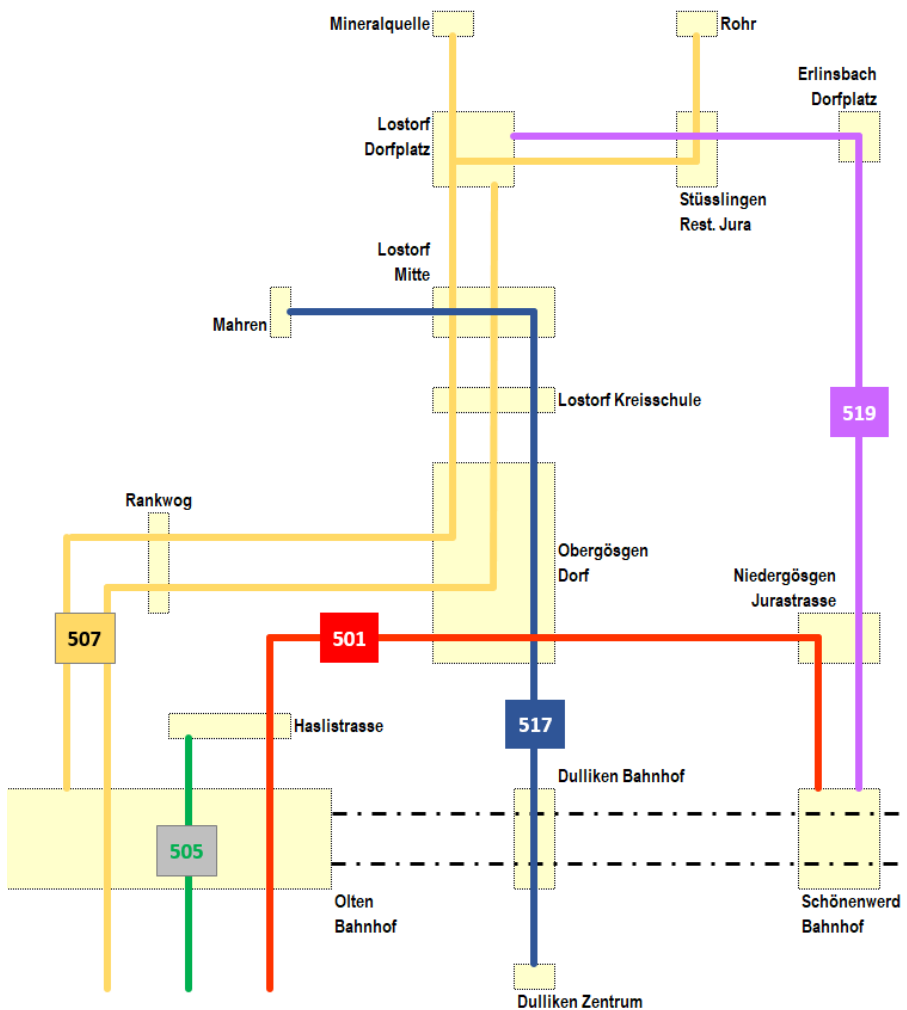 Mineralquelle
Rohr
Erlinsbach
Dorfplatz
Lostorf
Dorfplatz
Stüsslingen
Rest. Jura
Lostorf
Mitte
Mahren
Lostorf Kreisschule
519
Rankwog
Obergösgen
Dorf
Niedergösgen
Jurastrasse
507
501
Haslistrasse
517
Dulliken Bahnhof
505
Olten
Bahnhof
Schönenwerd
Bahnhof
Dulliken Zentrum